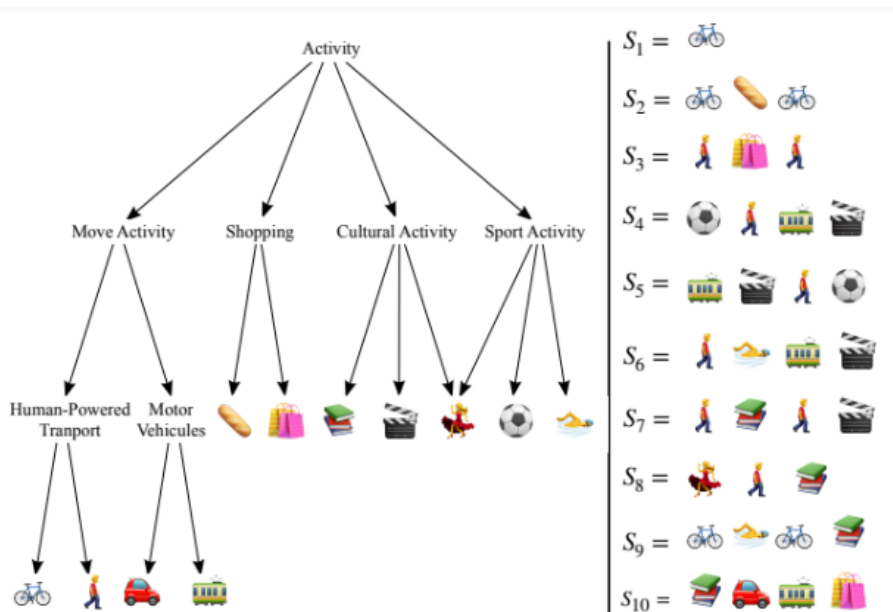 Activity
Move Activity
Shopping
Cultural Activity
Sport Activity
Human-Powered
Tranport
Motor
Vehicules
S1 =
S2 =
S3 =
S4 =
S5 =
S6 =
S7 =
S8 =
S9 =
S10 =